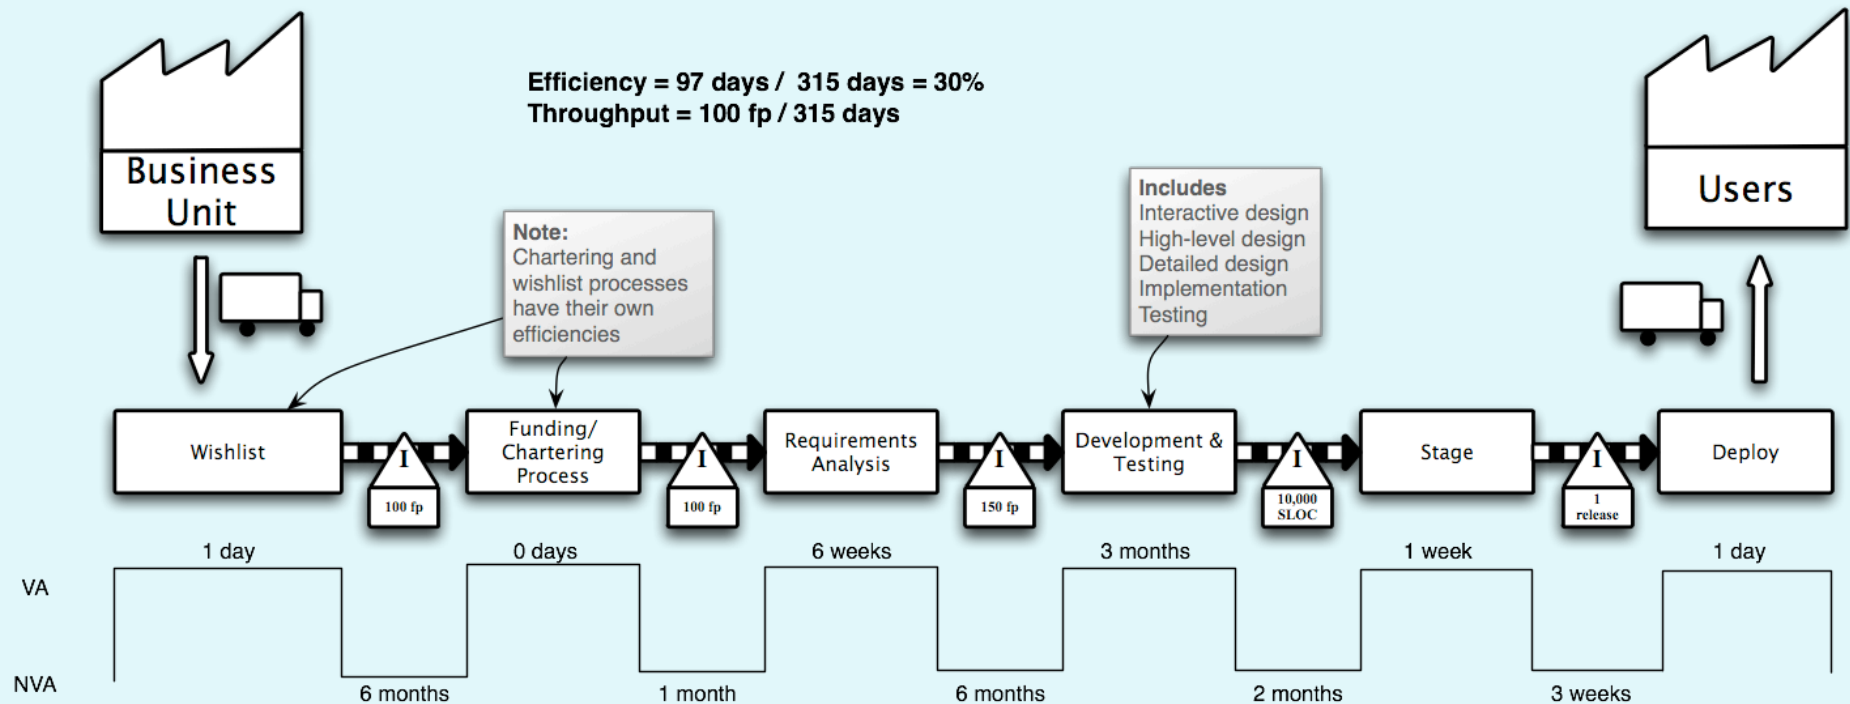 Efficiency = 97 days / 315 days = 30%
Throughput = 100 fp / 315 days
Business
Unit
Users
Note:
Chartering and
wishlist processes
have their own
efficiencies
Includes
Interactive design
High-level design
Detailed design
Implementation
Testing
Wishlist
I
100 fp
Funding/
Chartering
Process
I
100 fp
Requirements
Analysis
I
150 fp
Development &
Testing
I
10,000
SLOC
Stage
I
1
release
Deploy
VA
1 day
0 days
6 weeks
3 months
1 week
1 day
NVA
6 months
1 month
6 months
2 months
3 weeks